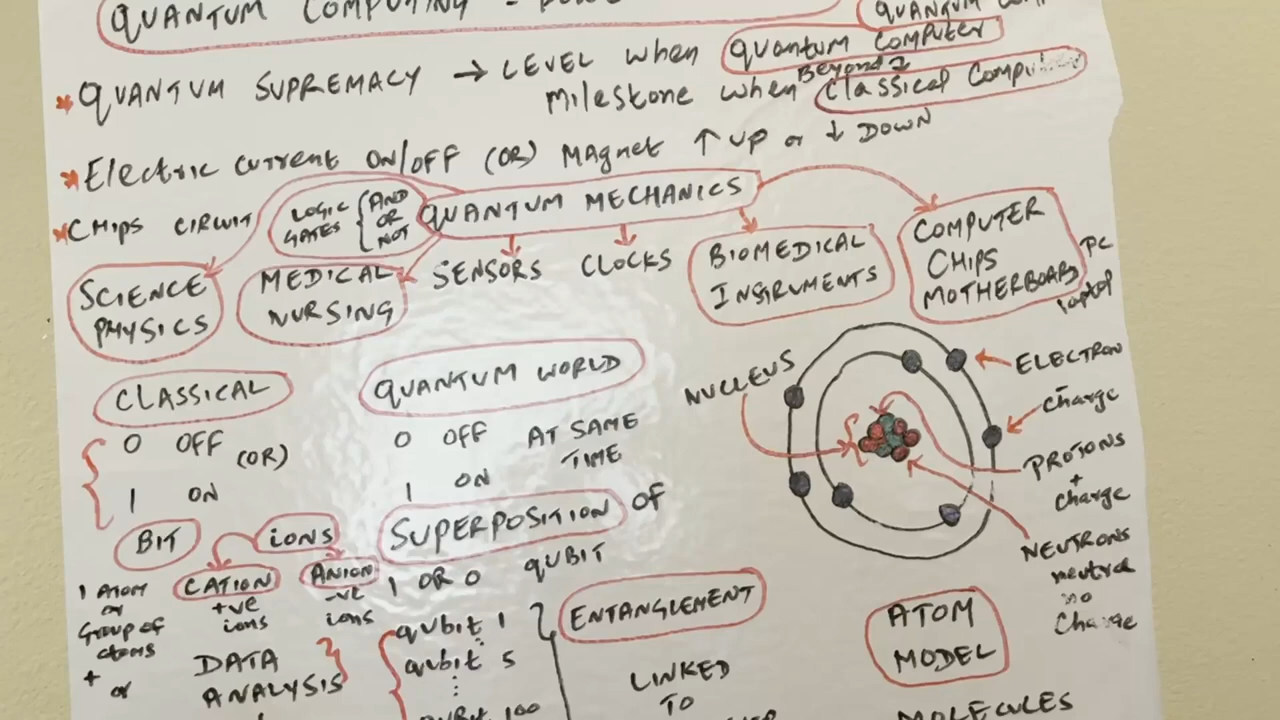 QUANTUM COMPUTING -
QUANTUM
* QUANTUM SUPREMACY → LEVEL when Quantum Computer
Beyond
Milestone when classical Comp
* Electric current ON/OFF (OR) Magnet ↑ UP or ↓ DOWN
* CHIPS CIRWIT
LOGIC GATES { AND OR NOT
QUANTUM MECHANICS
SCIENCE
PHYSICS
MEDICAL
NURSING
SENSORS
CLOCKS
BIOMEDICAL
INSTRUMENTS
COMPUTER
CHIPS
MOTHERBOARD
PC
laptop
CLASSICAL
0 OFF (OR)
1 ON
BIT
QUANTUM WORLD
0 OFF AT SAME
1 ON TIME
SUPERPOSITION OF
1 OR 0 qUBIT
ions
CATION
+ve
ions
ANION
-ve
ions
1 ATOM
or
Group of
atoms
+ or
DATA
ANALYSIS
qubit 1
qubit 5
qubit 100
ENTANGLEMENT
LINKED
TO
NUCLEUS
ELECTRON
- charge
PROTONS
+
charge
NEUTRONS
neutral
no
Charge
ATOM
MODEL
MOLECULES